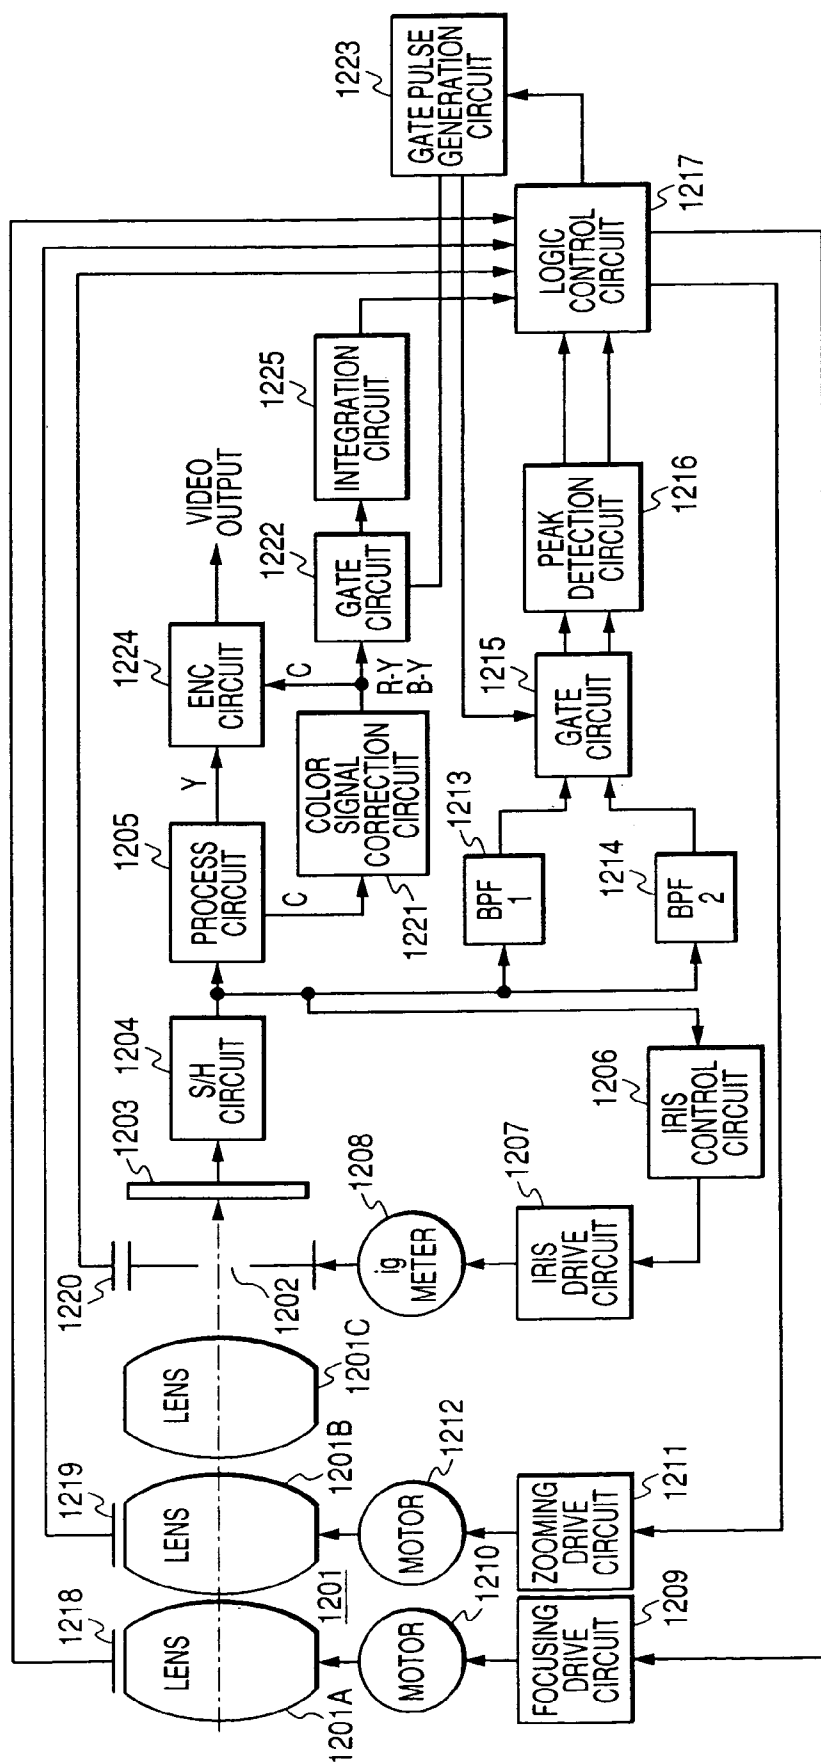 1218
1219
1220
LENS
LENS
LENS
1201A
1201
1201B
1201C
1202
1203
1204
S/H
CIRCUIT
1205
PROCESS
CIRCUIT
Y
C
1224
ENC
CIRCUIT
C
VIDEO
OUTPUT
COLOR
SIGNAL
CORRECTION
CIRCUIT
1221
R-Y
B-Y
1222
GATE
CIRCUIT
1225
INTEGRATION
CIRCUIT
1223
GATE PULSE
GENERATION
CIRCUIT
MOTOR
1210
MOTOR
1212
ig
METER
1208
FOCUSING
DRIVE
CIRCUIT
1209
ZOOMING
DRIVE
CIRCUIT
1211
IRIS
DRIVE
CIRCUIT
1207
IRIS
CONTROL
CIRCUIT
1206
1213
BPF
1
1214
BPF
2
1215
GATE
CIRCUIT
PEAK
DETECTION
CIRCUIT
1216
LOGIC
CONTROL
CIRCUIT
1217